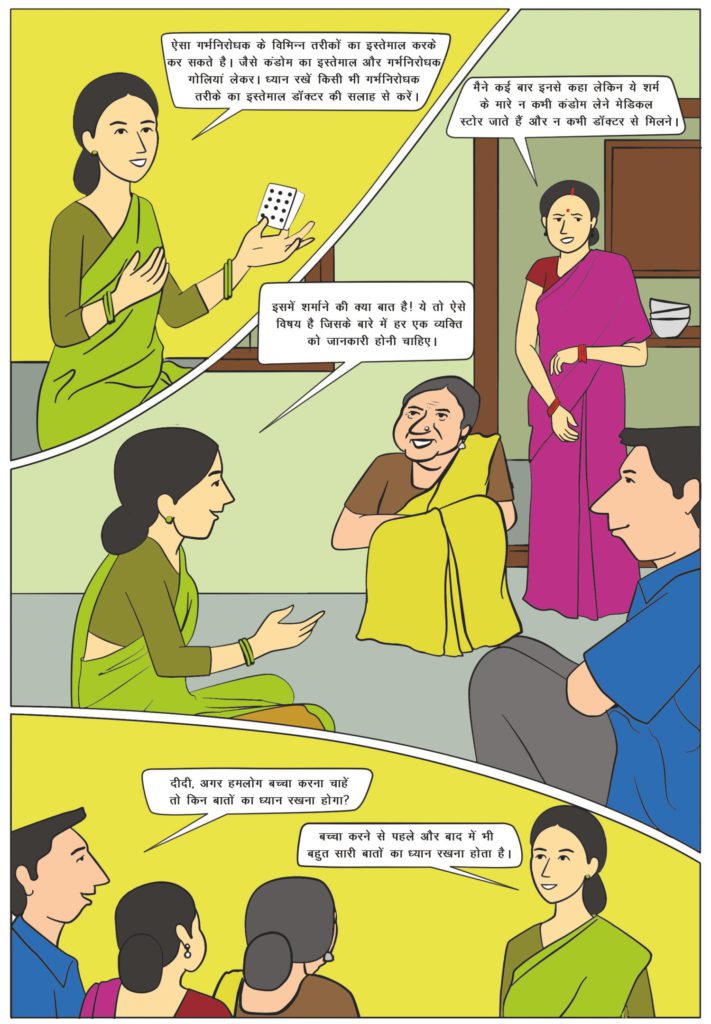 ऐसा गर्भनिरोधक के विभिन्न तरीकों का इस्तेमाल करके
कर सकते है। जैसे कंडोम का इस्तेमाल और गर्भनिरोधक
गोलियां लेकर। ध्यान रखें किसी भी गर्भनिरोधक
तरीके का इस्तेमाल डॉक्टर की सलाह से करें।
मैने कई बार इनसे कहा लेकिन ये शर्म
के मारे न कभी कंडोम लेने मेडिकल
स्टोर जाते हैं और न कभी डॉक्टर से मिलने।
इसमें शर्माने की क्या बात है! ये तो ऐसे
विषय है जिसके बारे में हर एक व्यक्ति
को जानकारी होनी चाहिए।
दीदी, अगर हमलोग बच्चा करना चाहें
तो किन बातों का ध्यान रखना होगा?
बच्चा करने से पहले और बाद में भी
बहुत सारी बातों का ध्यान रखना होता है।